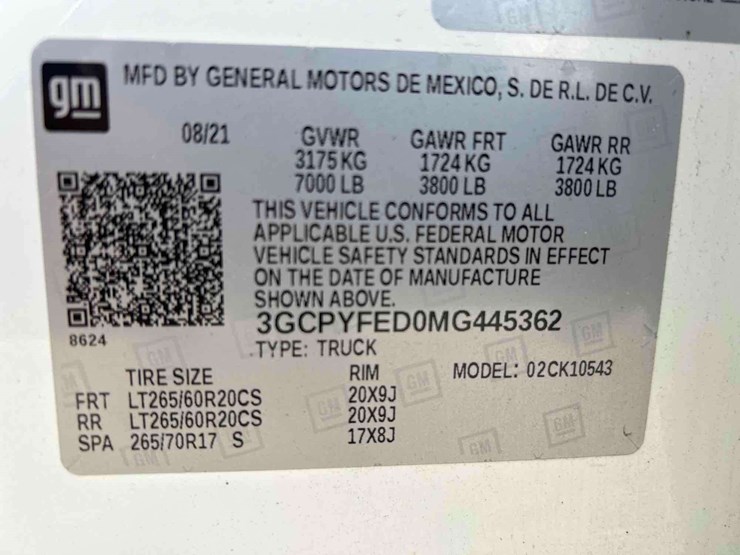 gm
MFD BY GENERAL MOTORS DE MEXICO, S. DE R.L. DE C.V.
08/21 GVWR GAWR FRT GAWR RR
3175 KG 1724 KG 1724 KG
7000 LB 3800 LB 3800 LB
THIS VEHICLE CONFORMS TO ALL
APPLICABLE U.S. FEDERAL MOTOR
VEHICLE SAFETY STANDARDS IN EFFECT
ON THE DATE OF MANUFACTURE
SHOWN ABOVE.
3GCPYFED0MG445362
8624
TYPE: TRUCK
TIRE SIZE RIM MODEL: 02CK10543
FRT LT265/60R20CS 20X9J
RR LT265/60R20CS 20X9J
SPA 265/70R17 S 17X8J